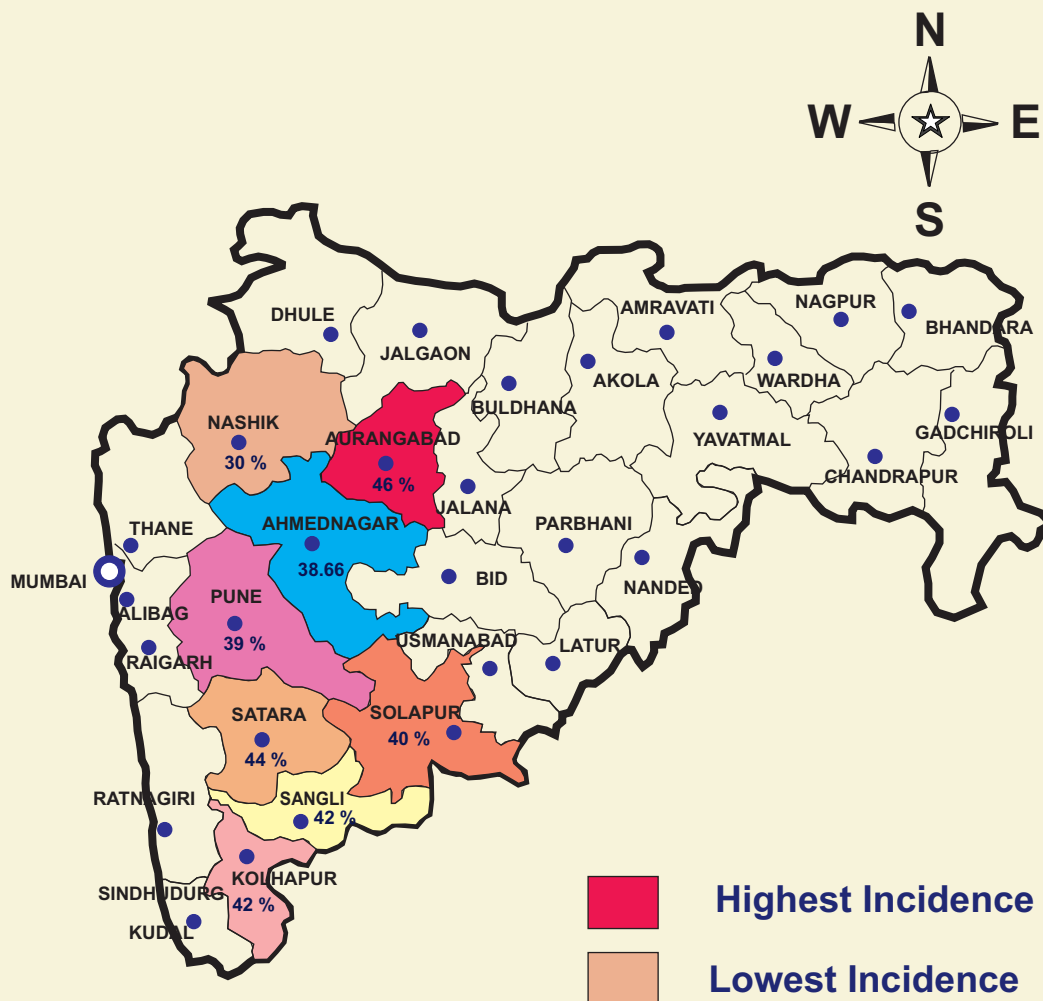 N
W
E
S
DHULE
JALGAON
AMRAVATI
NAGPUR
BHANDARA
AKOLA
WARDHA
BULDHANA
NASHIK
30 %
AURANGABAD
46 %
YAVATMAL
GADCHIROLI
CHANDRAPUR
JALANA
THANE
AHMEDNAGAR
38.66
PARBHANI
MUMBAI
BID
NANDED
ALIBAG
PUNE
39 %
RAIGARH
USMANABAD
LATUR
SATARA
44 %
SOLAPUR
40 %
RATNAGIRI
SANGLI
42 %
KOLHAPUR
42 %
SINDHUDURG
KUDAL
Highest Incidence
Lowest Incidence